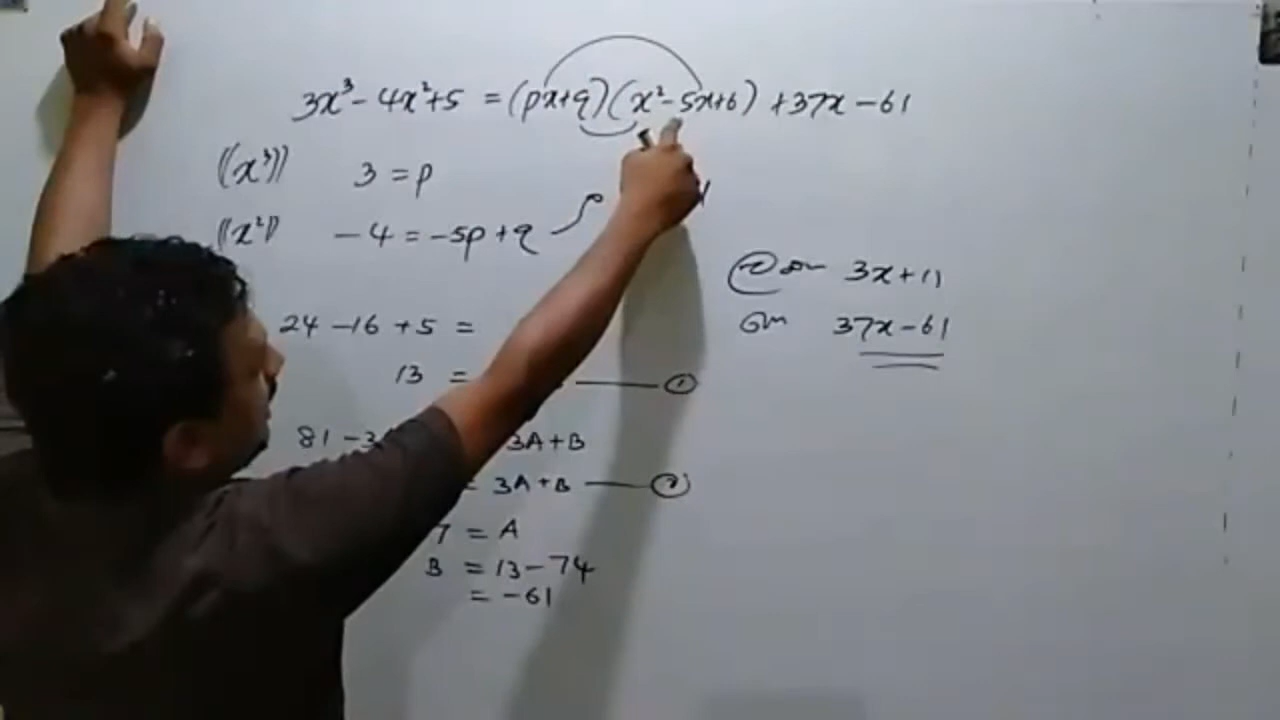 3x³ - 4x² + 5 = (px+q)(x² - 5x + 6) + 37x - 61
((x³)) 3 = p
((x²)) -4 = -5p + q
3x + 11
37x - 61
24 - 16 + 5 =
13 = ①
81 - 3 3A + B
= 3A + B ②
7 = A
B = 13 - 74
= -61